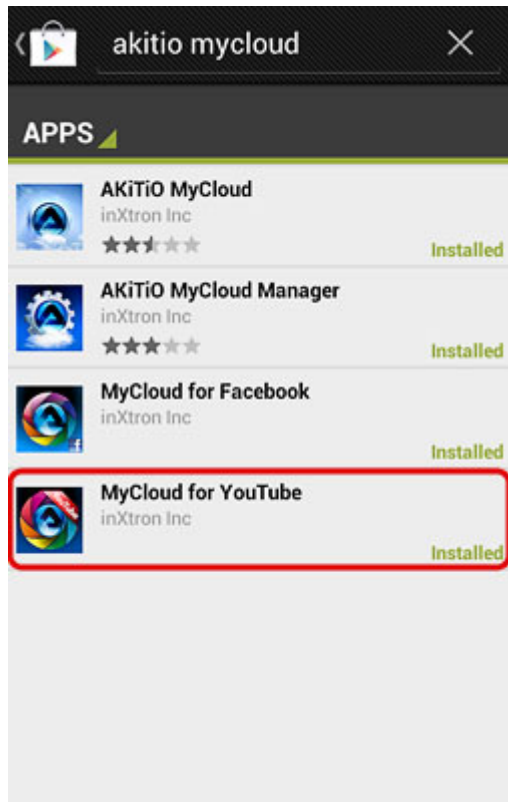 akitio mycloud
APPS
AKiTiO MyCloud
inXtron Inc
Installed
AKiTiO MyCloud Manager
inXtron Inc
Installed
MyCloud for Facebook
inXtron Inc
Installed
MyCloud for YouTube
inXtron Inc
Installed